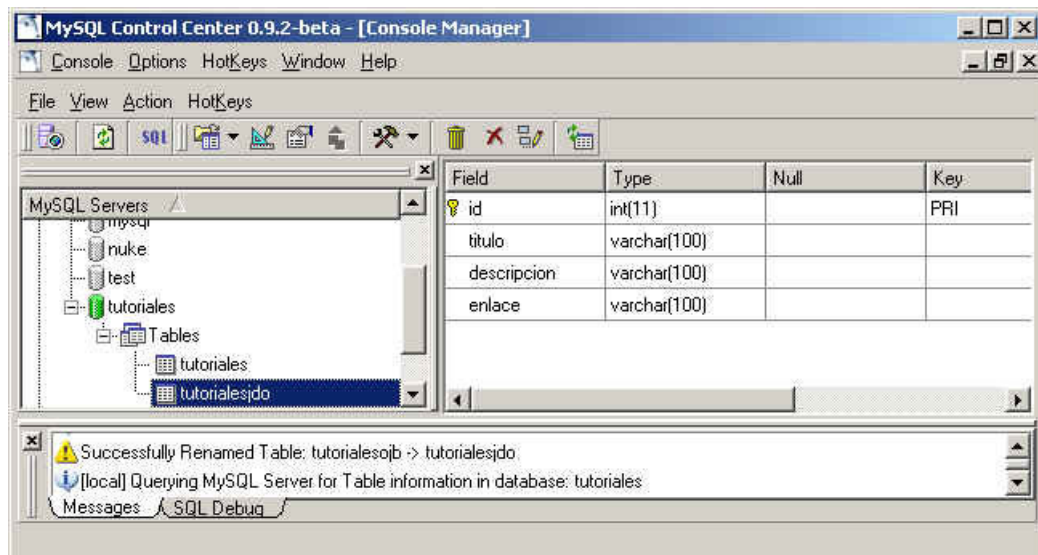 MySQL Control Center 0.9.2-beta - [Console Manager]
Console Options HotKeys Window Help
File View Action HotKeys
SQL
MySQL Servers
mysql
nuke
test
tutoriales
Tables
tutoriales
tutorialesjdo
Field Type Null Key
id int(11) PRI
titulo varchar(100)
descripcion varchar(100)
enlace varchar(100)
Successfully Renamed Table: tutorialesojb -> tutorialesjdo
[local] Querying MySQL Server for Table information in database: tutoriales
Messages SQL Debug